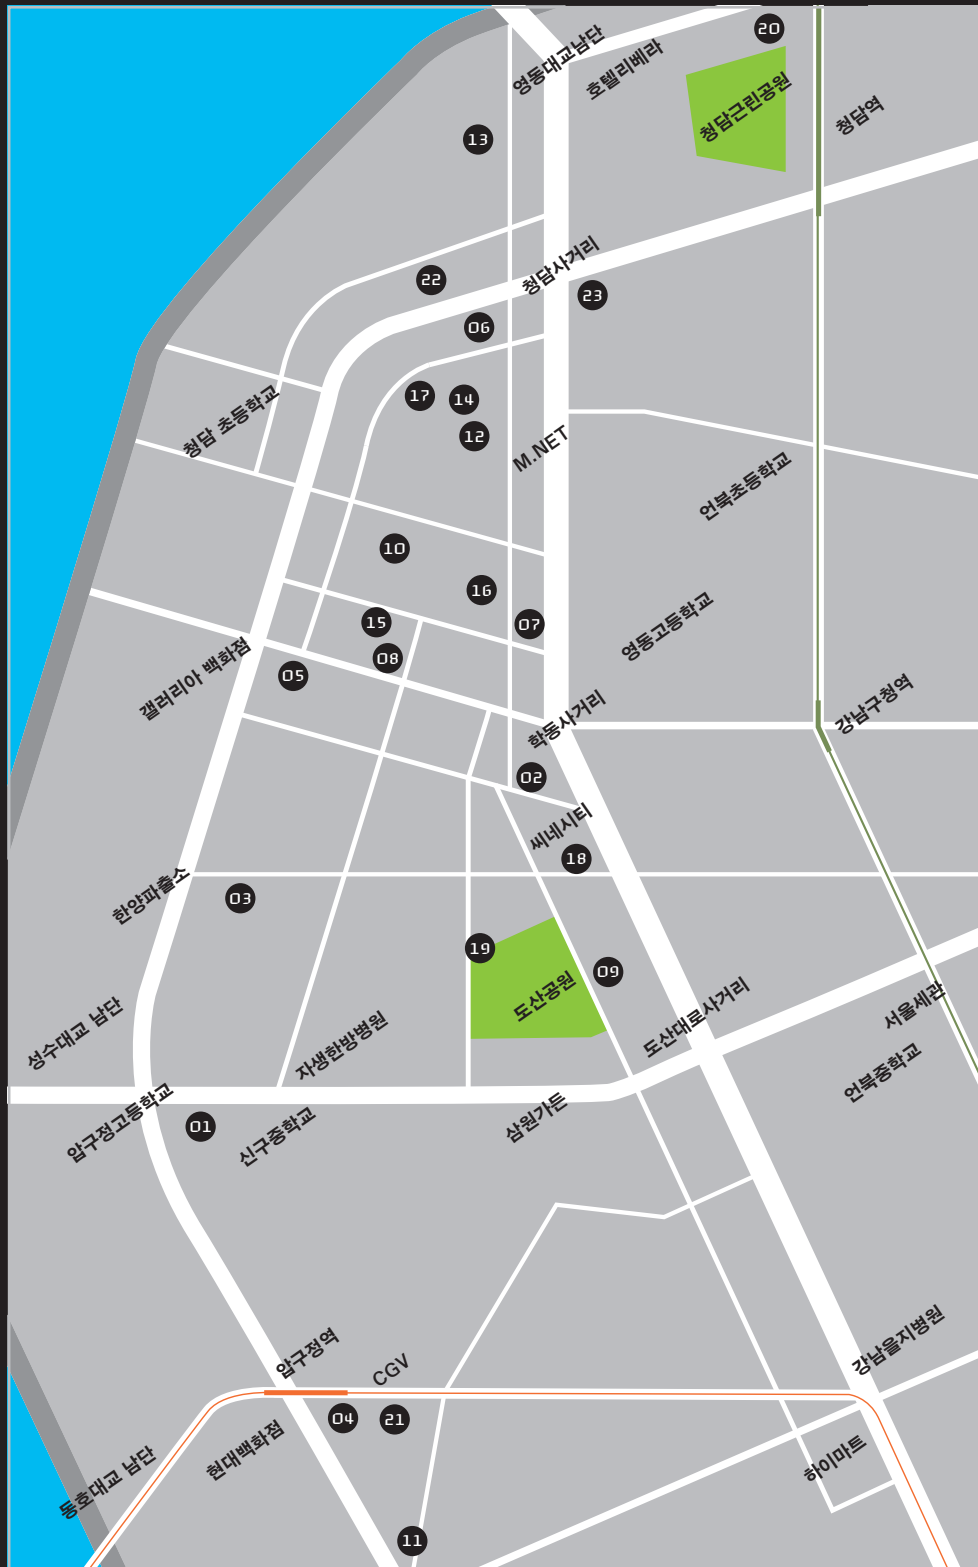 20
영동대교남단
호텔리베라
청담근린공원
청담역
13
청담사거리
22
23
06
17
14
청담 초등학교
12
M.NET
언북초등학교
10
16
15
07
영동고등학교
08
갤러리아 백화점
05
학동사거리
강남구청역
02
씨네시티
18
한양파출소
03
19
도산공원
09
도산대로사거리
서울세관
성수대교 남단
자생한방병원
언북중학교
압구정고등학교
01
신구중학교
삼원가든
강남을지병원
압구정역
CGV
04
21
현대백화점
하이마트
동호대교 남단
11